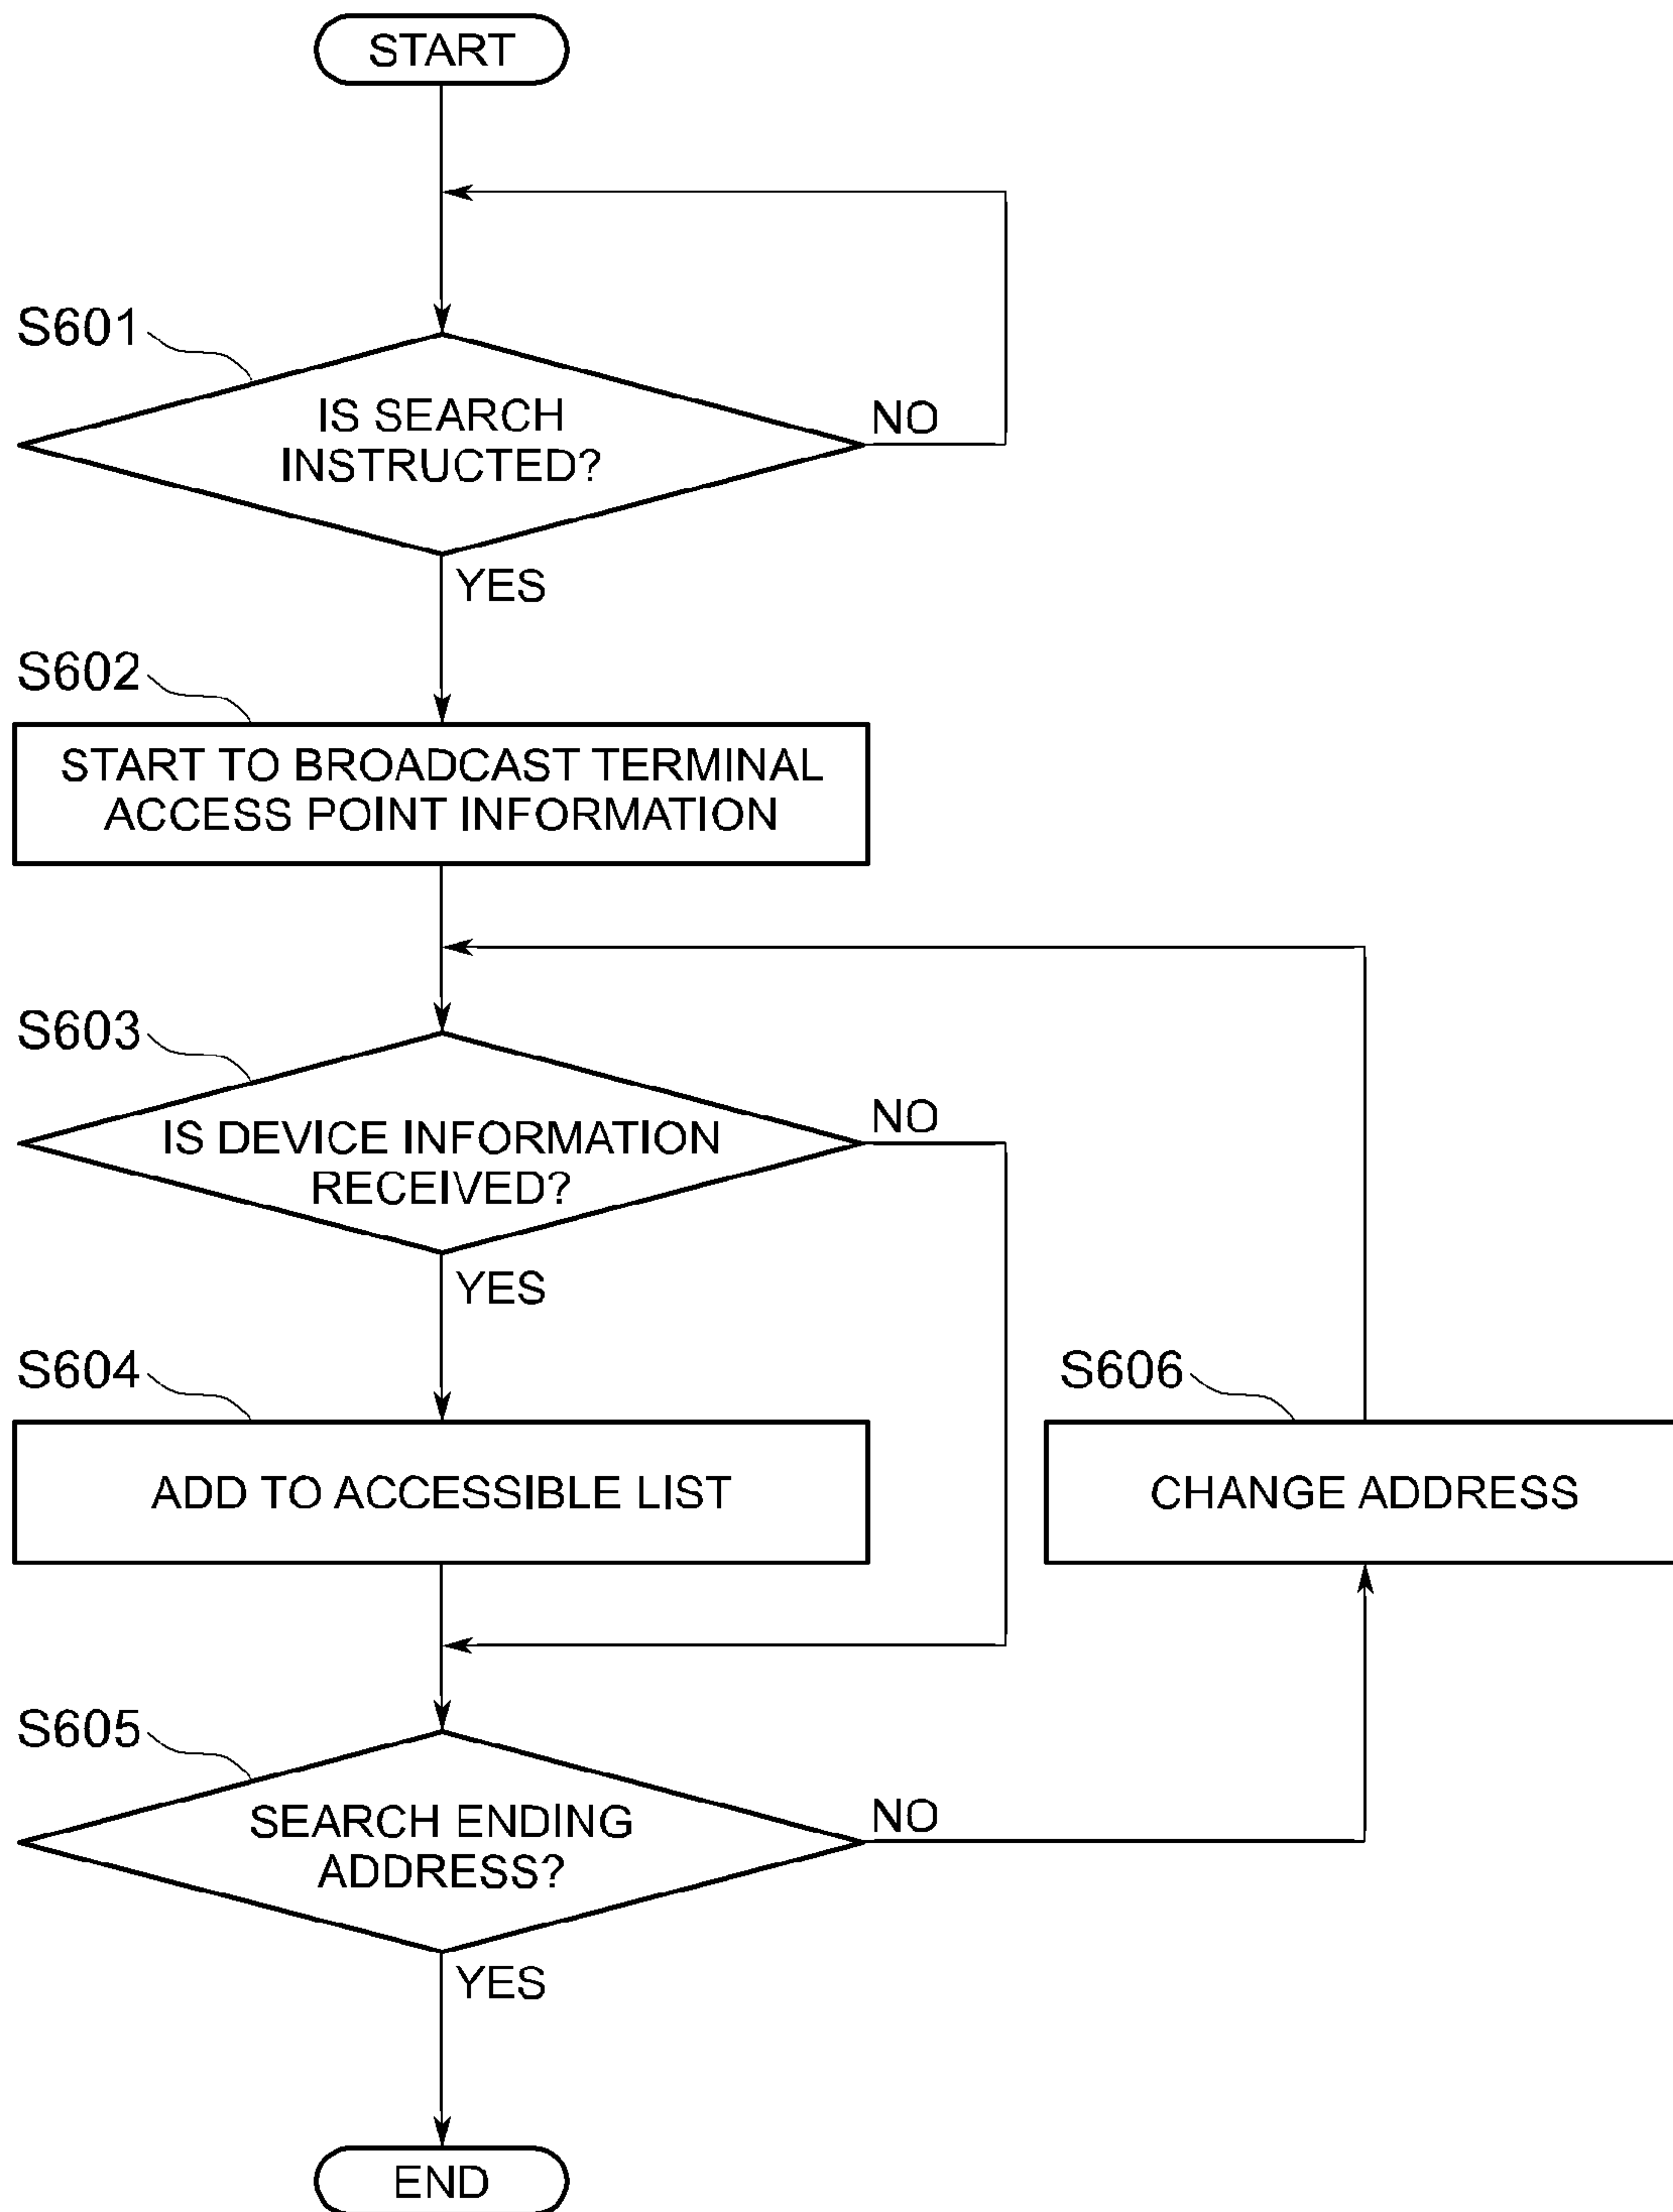 START
S601
IS SEARCH
INSTRUCTED?
NO
YES
S602
START TO BROADCAST TERMINAL
ACCESS POINT INFORMATION
S603
IS DEVICE INFORMATION
RECEIVED?
NO
YES
S604
ADD TO ACCESSIBLE LIST
S606
CHANGE ADDRESS
S605
SEARCH ENDING
ADDRESS?
NO
YES
END